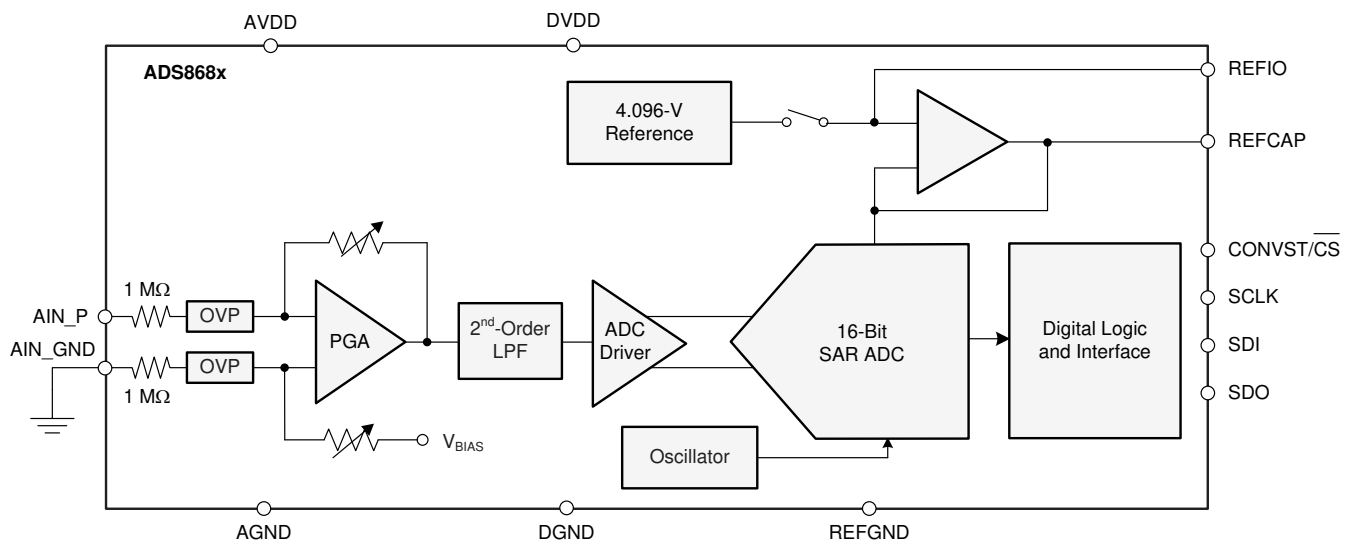 AVDD
DVDD
ADS868x
REFIO
4.096-V
Reference
REFCAP
CONVST/C̅S̅
1 MΩ
AIN_P
OVP
SCLK
AIN_GND
PGA
2nd-Order
LPF
ADC
Driver
16-Bit
SAR ADC
Digital Logic
and Interface
SDI
OVP
1 MΩ
SDO
VBIAS
Oscillator
AGND
DGND
REFGND